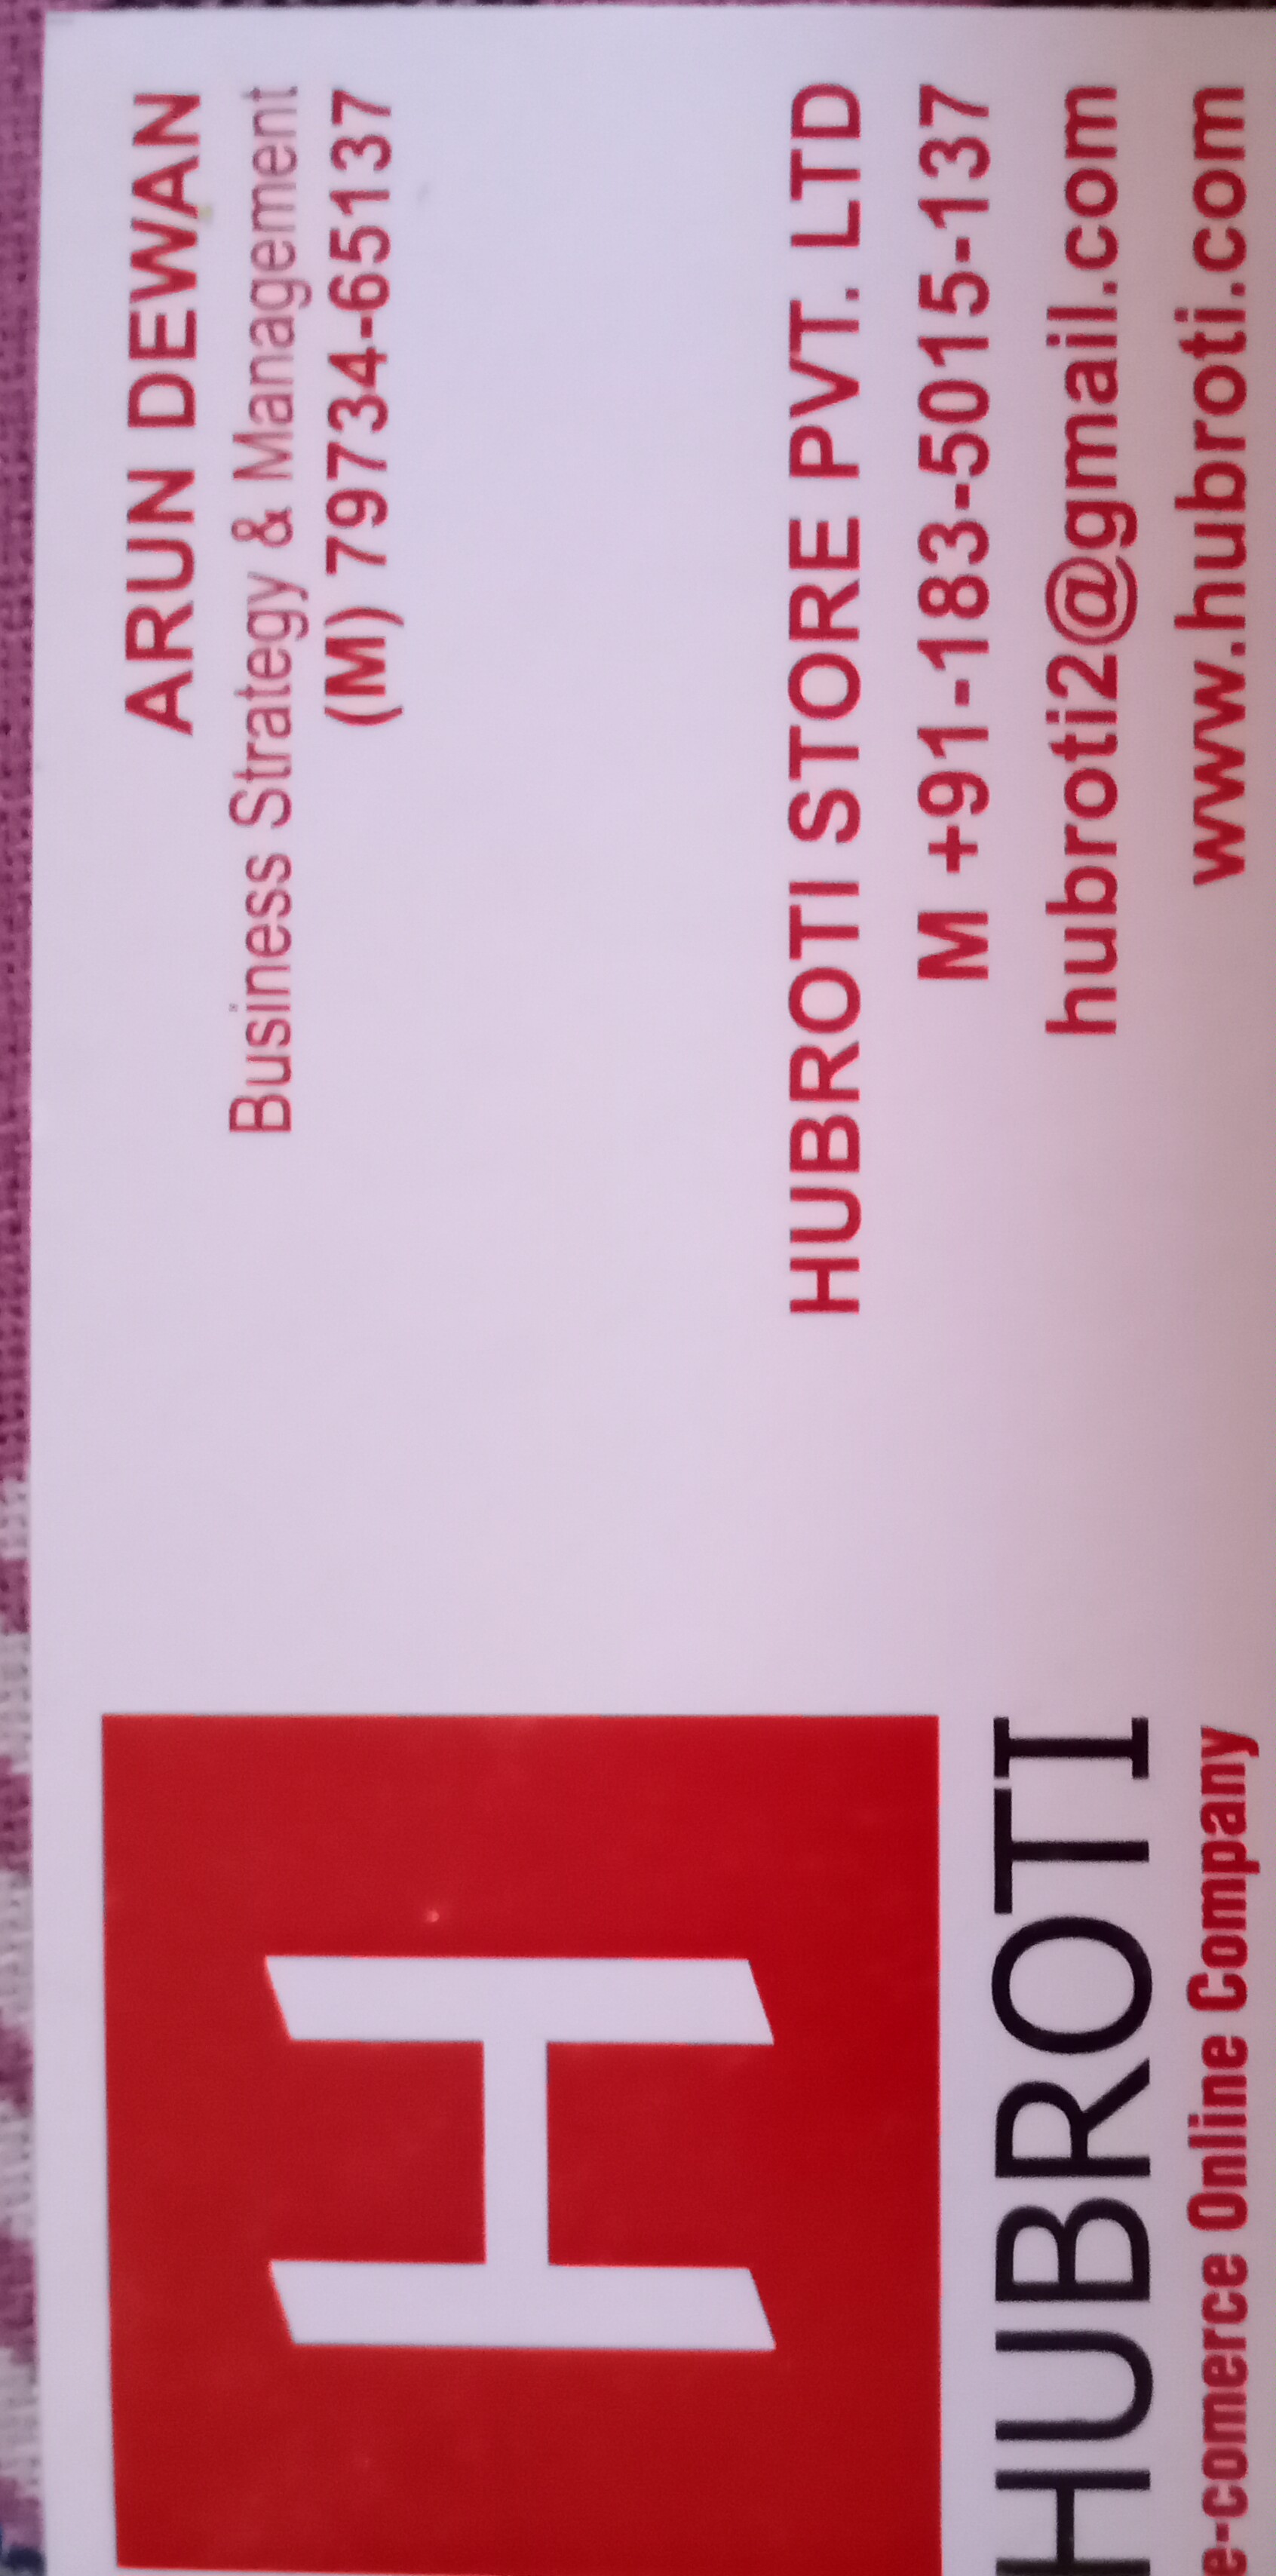 ARUN DEWAN
Business Strategy & Management
(M) 79734-65137
H
HUBROTI
e-comerce Online Company
HUBROTI STORE PVT. LTD
M +91-183-5015-137
hubroti2@gmail.com
www.hubroti.com